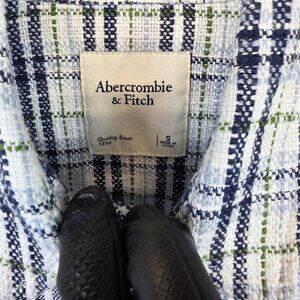 Abercrombie
& Fitch
Quality Since
1892
S